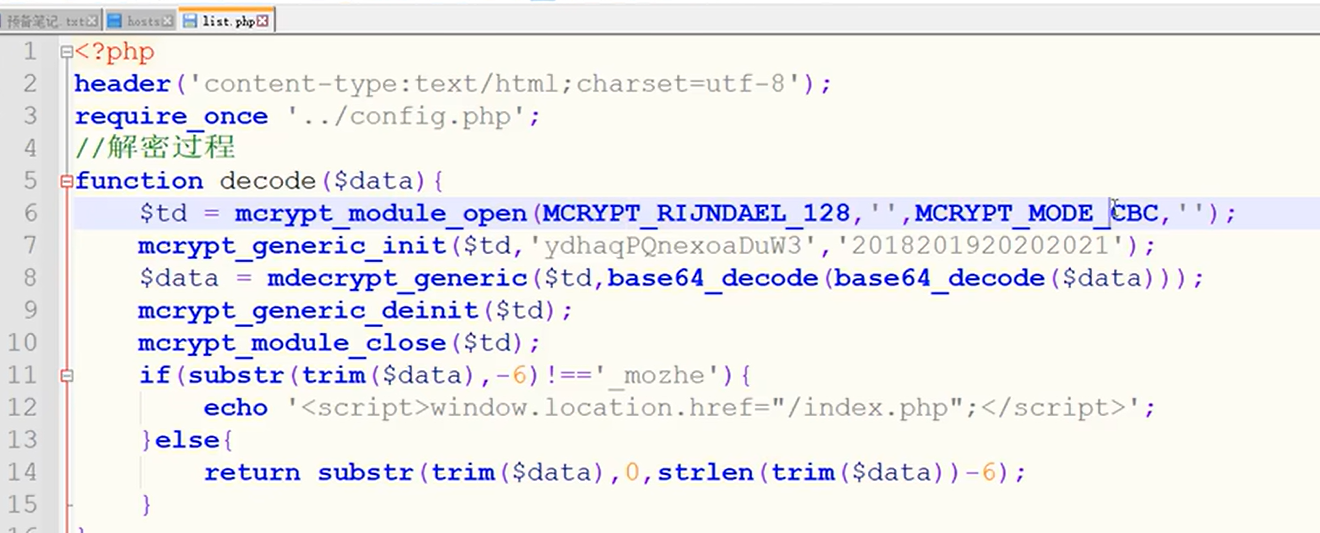 预备笔记.txt hosts list.php
1 <?php
2 header('content-type:text/html;charset=utf-8');
3 require_once '../config.php';
4 //解密过程
5 function decode($data){
6 $td = mcrypt_module_open(MCRYPT_RIJNDAEL_128,'',MCRYPT_MODE_CBC,'');
7 mcrypt_generic_init($td,'ydhaqPQnexoaDuW3','2018201920202021');
8 $data = mdecrypt_generic($td,base64_decode(base64_decode($data)));
9 mcrypt_generic_deinit($td);
10 mcrypt_module_close($td);
11 if(substr(trim($data),-6)!=='_mozhe'){
12 echo '<script>window.location.href="/index.php";</script>';
13 }else{
14 return substr(trim($data),0,strlen(trim($data))-6);
15 }